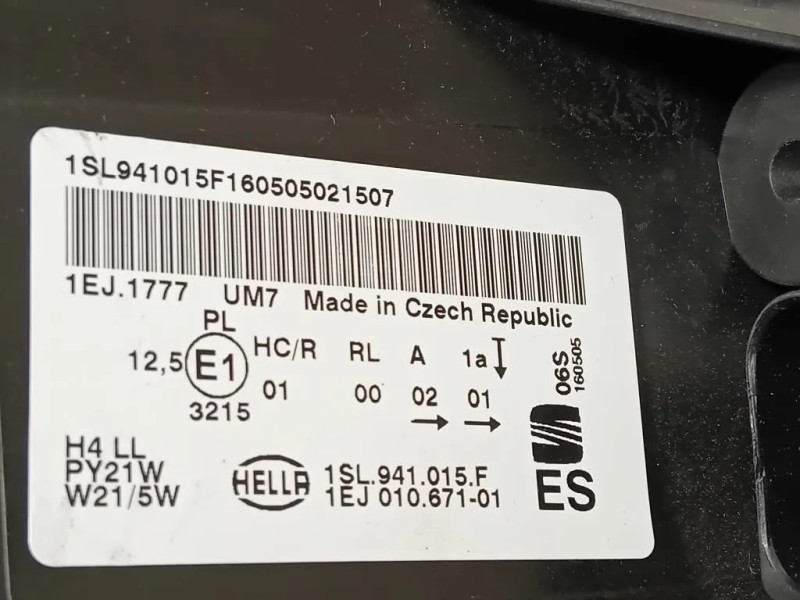 1SL941015F160505021507
1EJ.1777 UM7 Made in Czech Republic
PL
12,5 E1 HC/R RL A 1a
01 00 02 01
3215
06S
160505
H4 LL
PY21W
W21/5W
HELLA
1SL.941.015.F
1EJ 010.671-01
ES